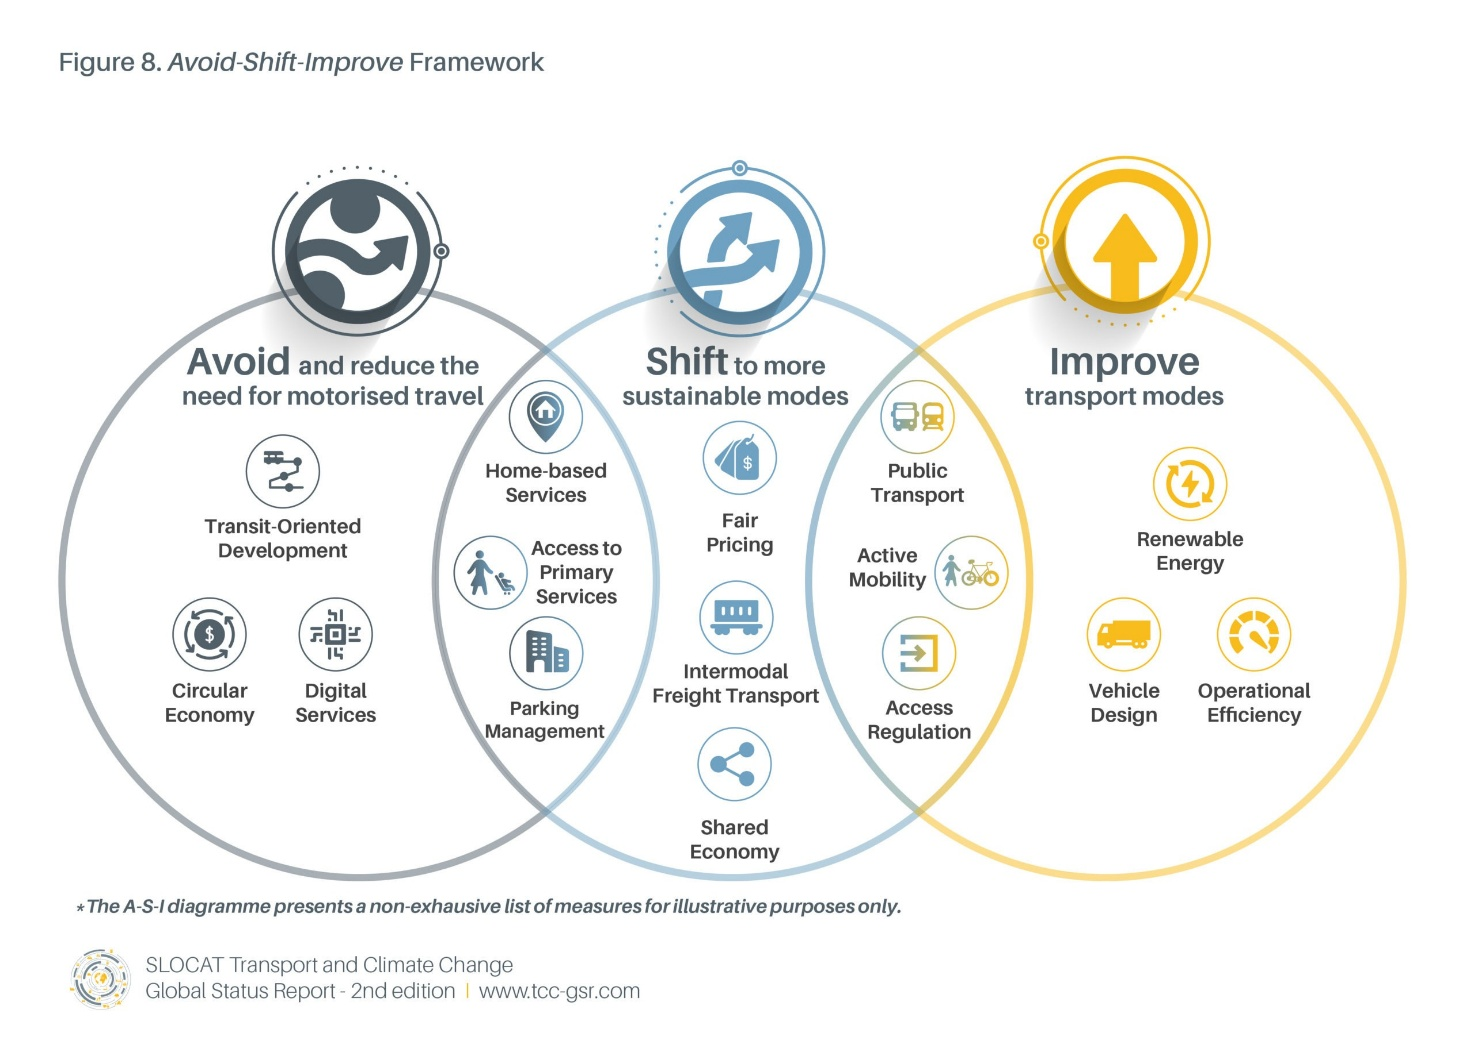 Figure 8. Avoid-Shift-Improve Framework
Avoid and reduce the
need for motorised travel
Transit-Oriented
Development
$
Circular
Economy
Digital
Services
Home-based
Services
Access to
Primary
Services
Parking
Management
Shift to more
sustainable modes
$
Fair
Pricing
Intermodal
Freight Transport
Shared
Economy
Public
Transport
Active
Mobility
Access
Regulation
Improve
transport modes
Renewable
Energy
Vehicle
Design
Operational
Efficiency
*The A-S-I diagramme presents a non-exhausive list of measures for illustrative purposes only.
SLOCAT Transport and Climate Change
Global Status Report - 2nd edition | www.tcc-gsr.com